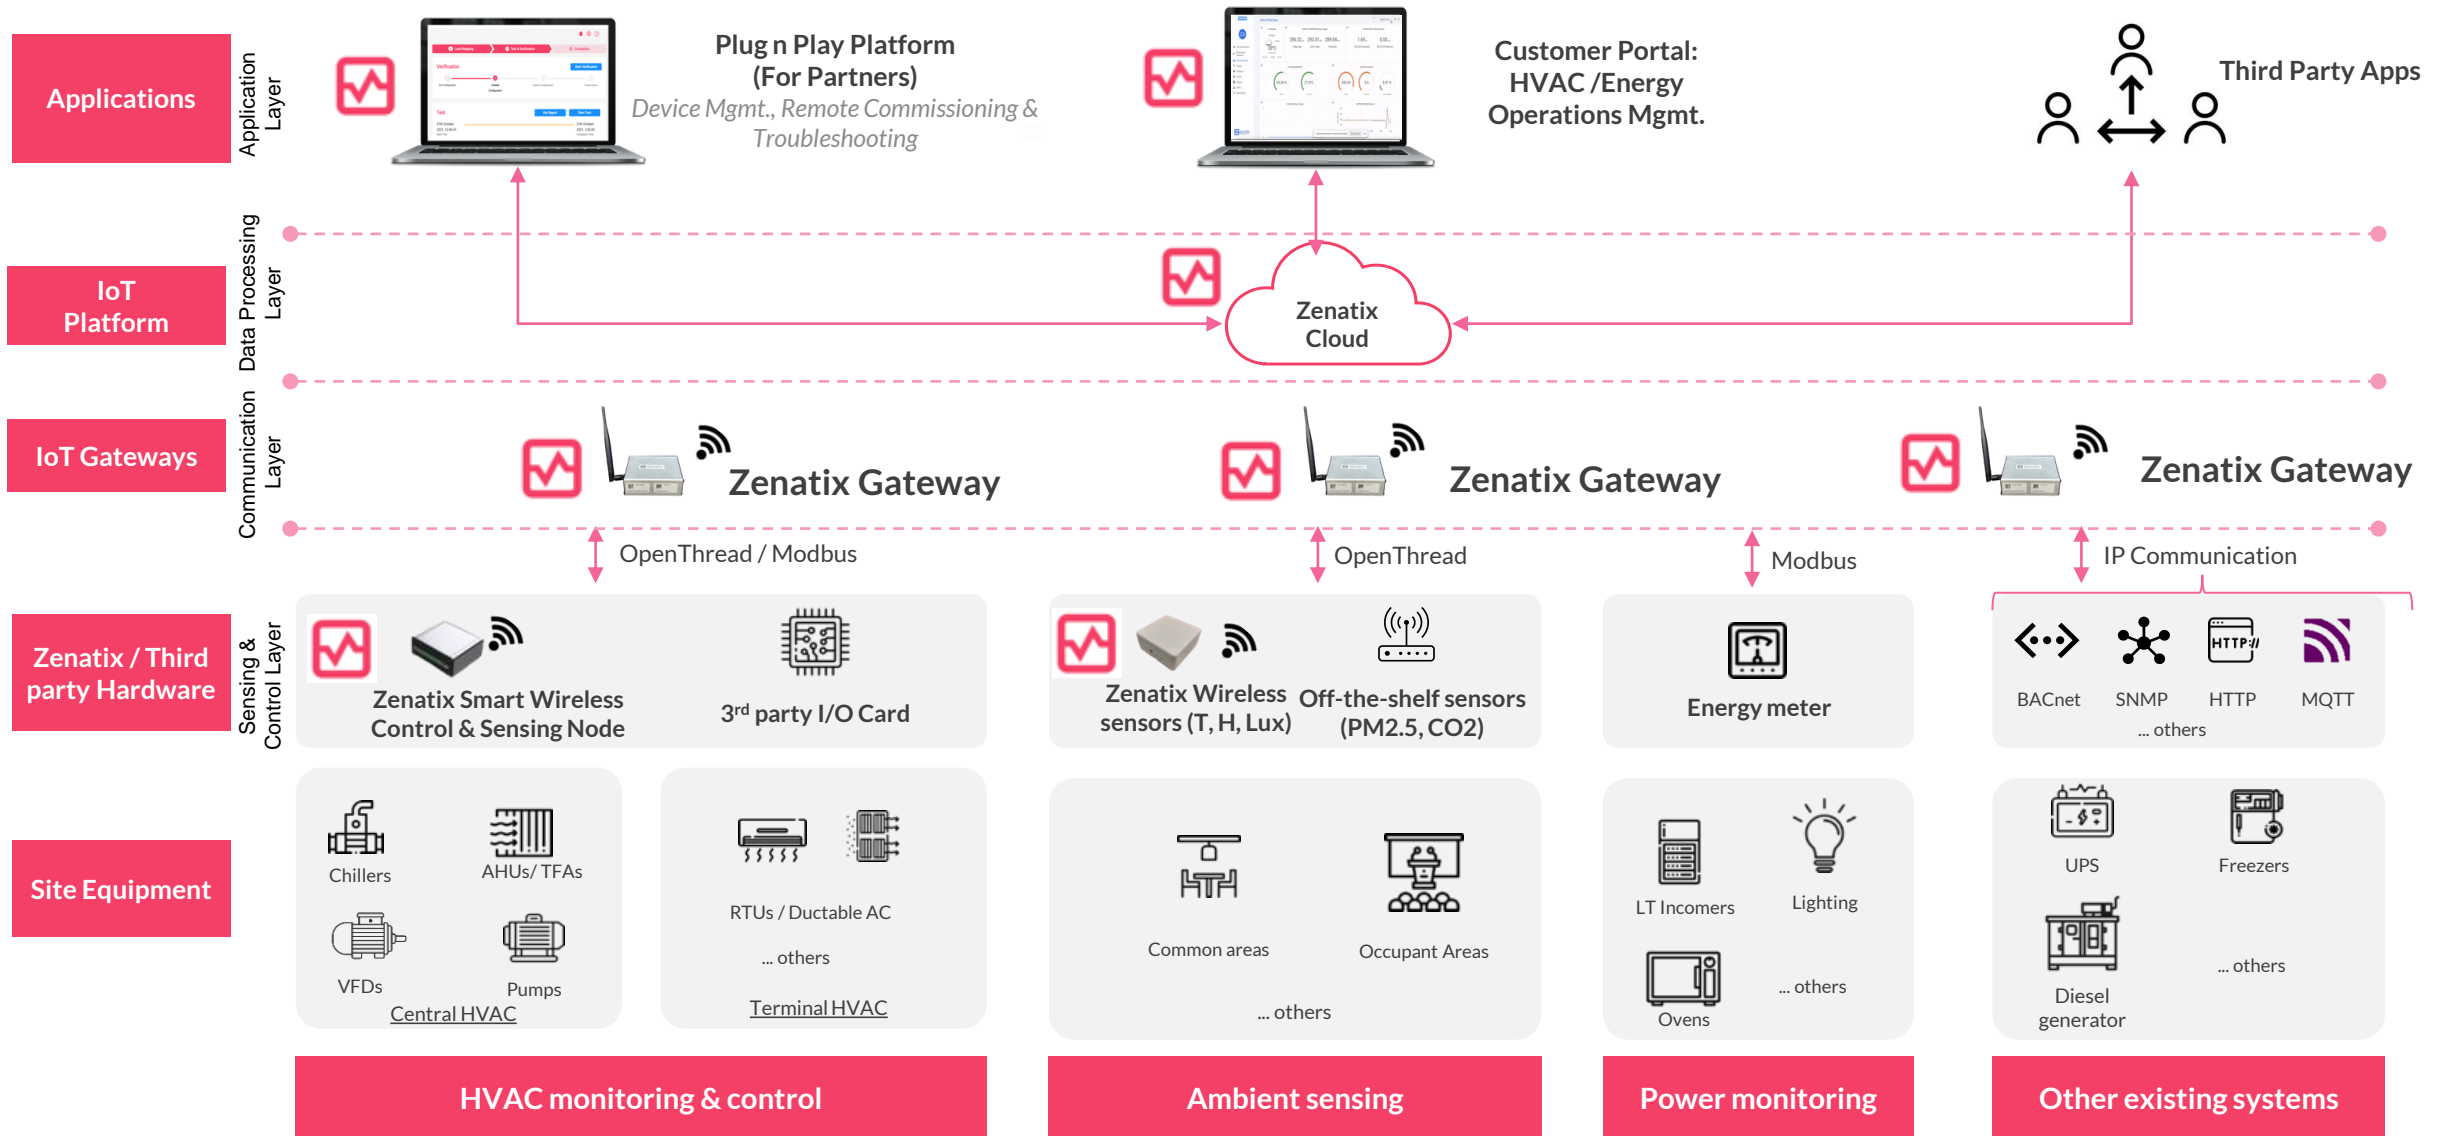 Applications
Application
Layer
Plug n Play Platform
(For Partners)
Device Mgmt., Remote Commissioning &
Troubleshooting
Customer Portal:
HVAC /Energy
Operations Mgmt.
Third Party Apps
IoT
Platform
Data Processing
Layer
Zenatix
Cloud
IoT Gateways
Communication
Layer
Zenatix Gateway
Zenatix Gateway
Zenatix Gateway
OpenThread / Modbus
OpenThread
Modbus
IP Communication
Zenatix / Third
party Hardware
Sensing &
Control Layer
Zenatix Smart Wireless
Control & Sensing Node
3rd party I/O Card
Zenatix Wireless
sensors (T, H, Lux)
Off-the-shelf sensors
(PM2.5, CO2)
Energy meter
HTTP://
BACnet
SNMP
HTTP
MQTT
... others
Site Equipment
Chillers
AHUs/ TFAs
VFDs
Pumps
Central HVAC
RTUs / Ductable AC
... others
Terminal HVAC
Common areas
Occupant Areas
... others
LT Incomers
Lighting
Ovens
... others
UPS
Freezers
Diesel
generator
... others
HVAC monitoring & control
Ambient sensing
Power monitoring
Other existing systems